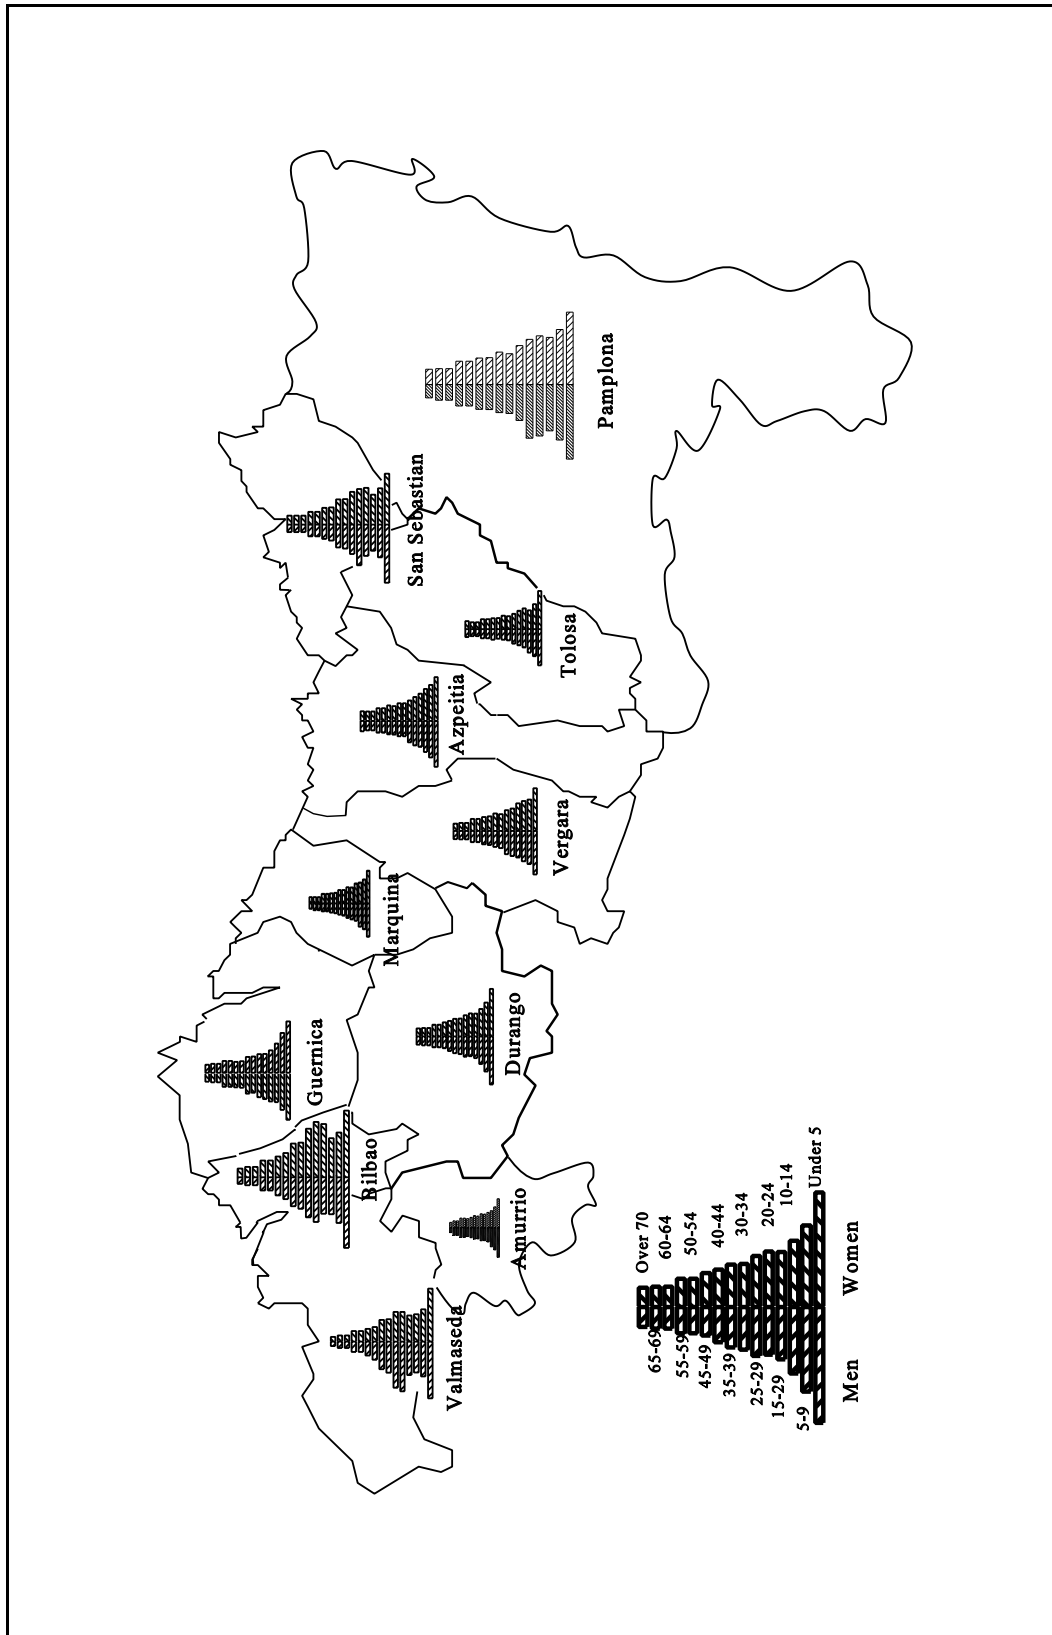 Pamplona
San Sebastian
Tolosa
Azpeitia
Vergara
Marquina
Durango
Guernica
Bilbao
Amurrio
Valmaseda
Over 70
65-69
60-64
55-59
50-54
45-49
40-44
35-39
30-34
25-29
20-24
15-29
10-14
5-9
Under 5
Men
Women